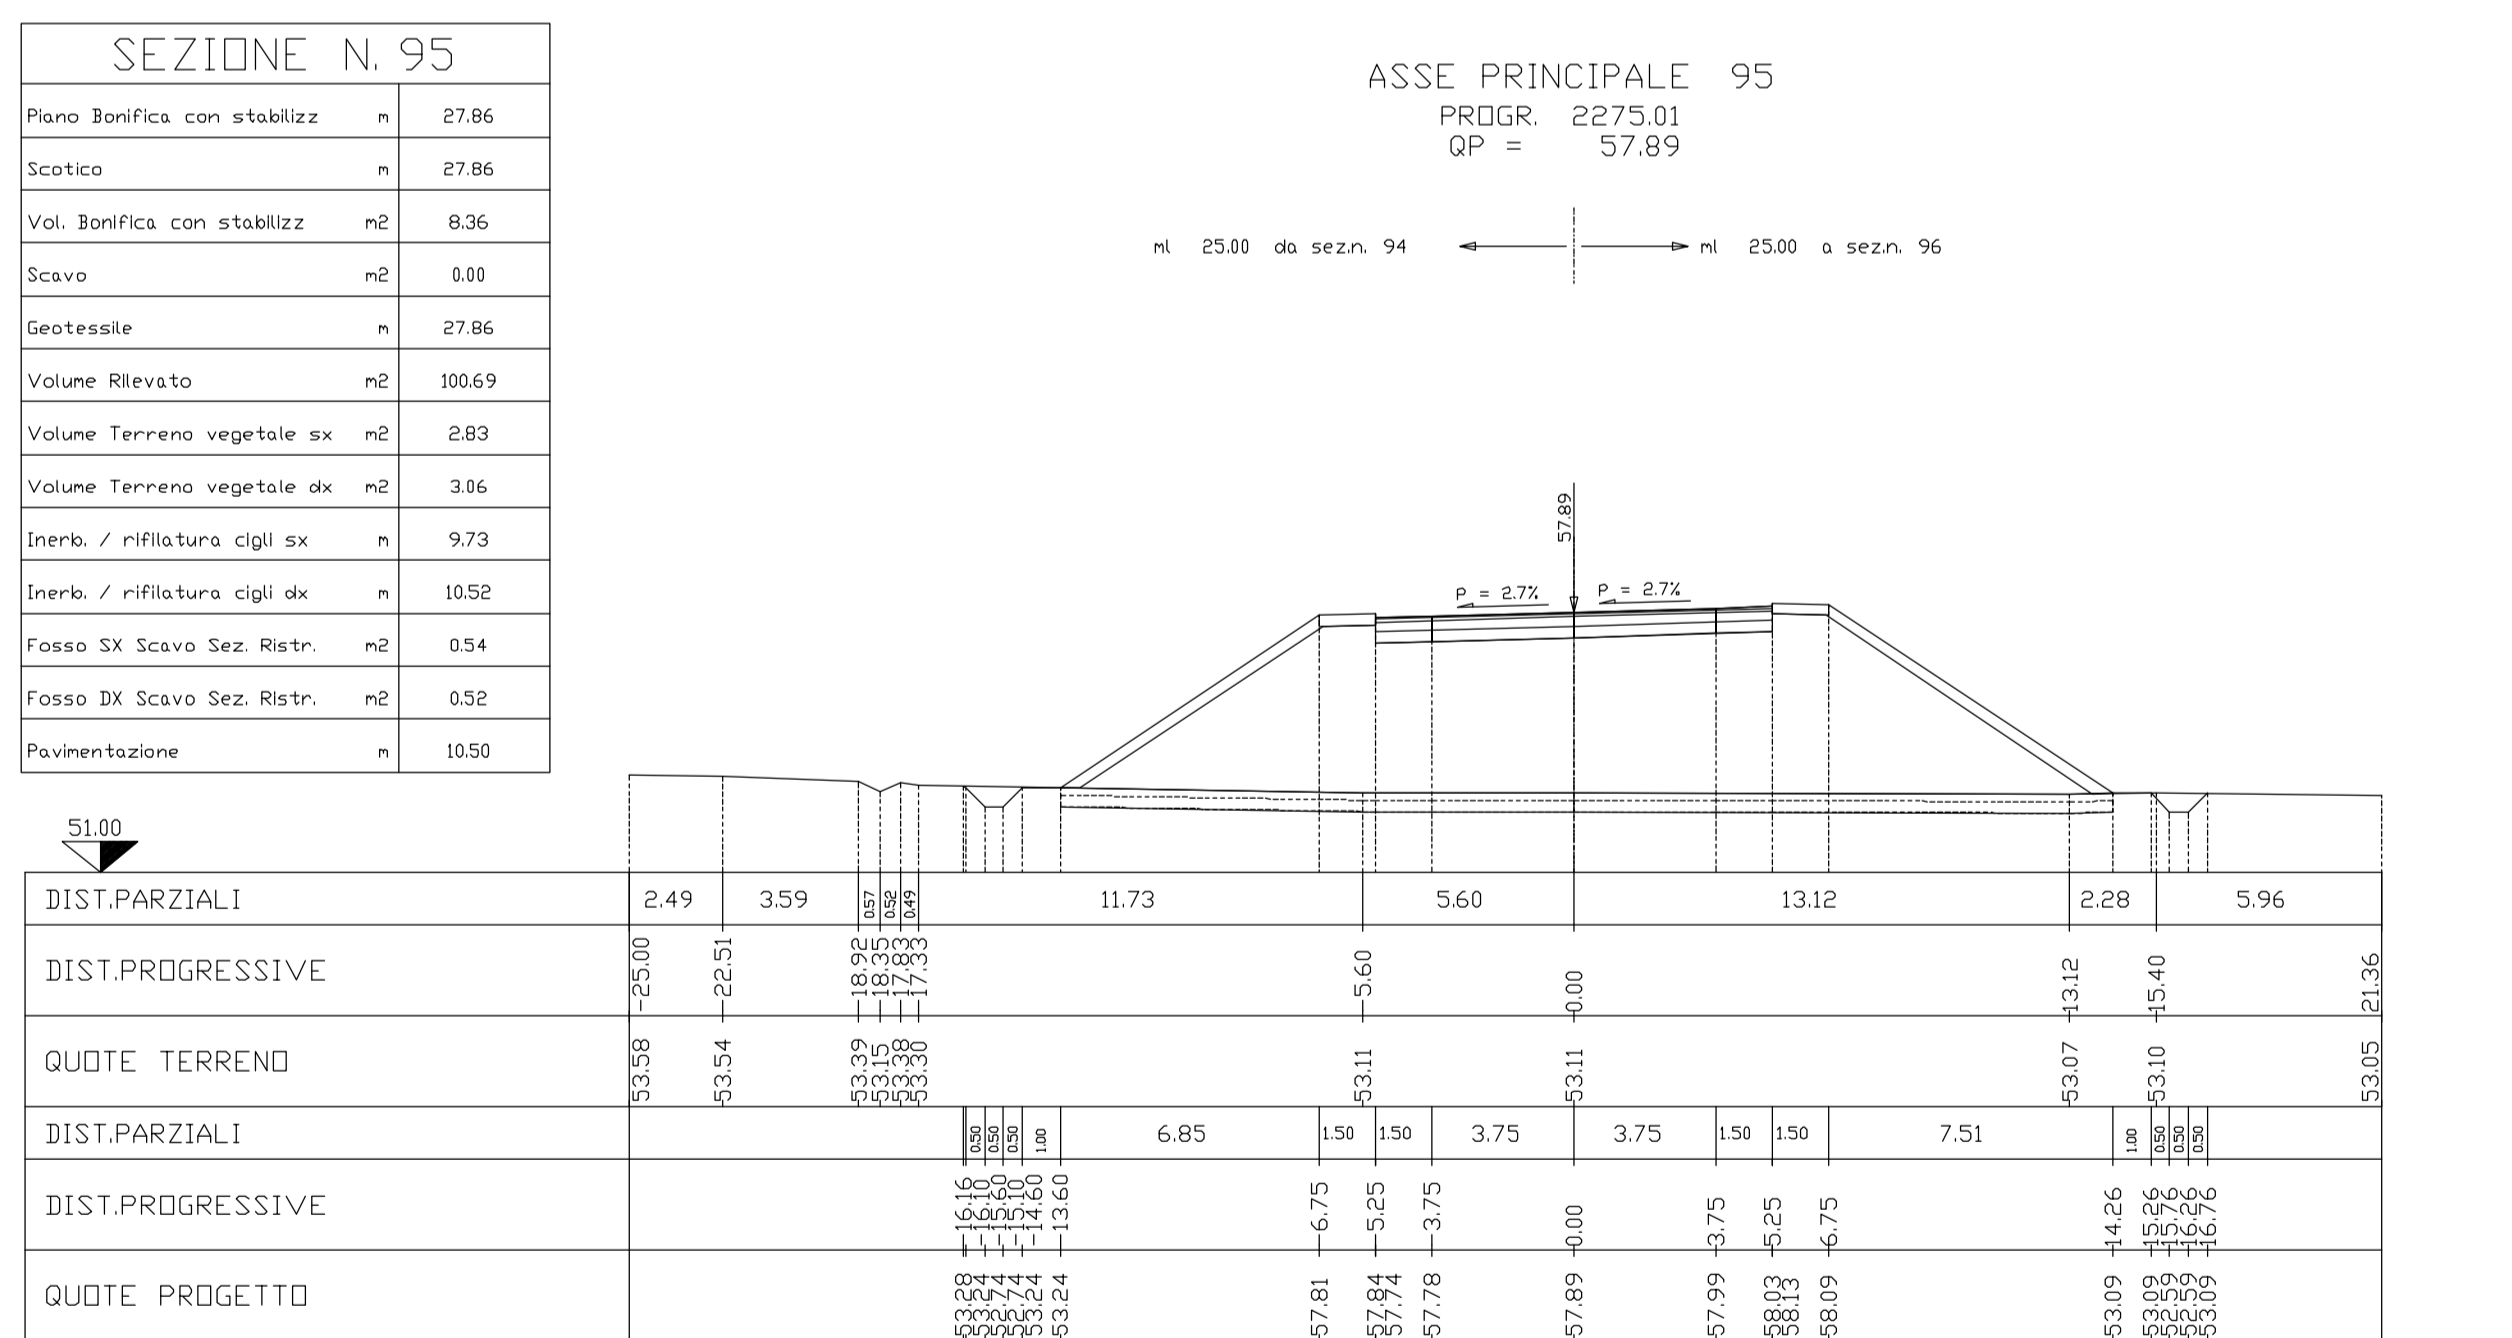 SEZIONE N. 95
Piano Bonifica con stabilizz m 27.86
Scotico m 27.86
Vol. Bonifica con stabilizz m2 8.36
Scavo m2 0.00
Geotessile m 27.86
Volume Rilevato m2 100.69
Volume Terreno vegetale sx m2 2.83
Volume Terreno vegetale dx m2 3.06
Inerb. / rifilatura cigli sx m 9.73
Inerb. / rifilatura cigli dx m 10.52
Fosso SX Scavo Sez. Ristr. m2 0.54
Fosso DX Scavo Sez. Ristr. m2 0.52
Pavimentazione m 10.50
ASSE PRINCIPALE 95
PROGR. 2275.01
QP = 57.89
ml 25.00 da sez.n. 94
ml 25.00 a sez.n. 96
57.89
P = 2.7%
P = 2.7%
51.00
DIST.PARZIALI 2.49 3.59 0.57 0.52 0.49 11.73 5.60 13.12 2.28 5.96
DIST.PROGRESSIVE -25.00 -22.51 -18.92 -18.35 -17.83 -17.33 -5.60 0.00 13.12 15.40 21.36
QUOTE TERRENO 53.58 53.54 53.39 53.15 53.38 53.30 53.11 53.11 53.07 53.10 53.05
DIST.PARZIALI 0.50 0.50 0.50 1.00 6.85 1.50 1.50 3.75 3.75 1.50 1.50 7.51 1.00 0.50 0.50 0.50
DIST.PROGRESSIVE -16.16 -16.10 -15.60 -15.10 -14.60 -13.60 -6.75 -5.25 -3.75 0.00 3.75 5.25 6.75 14.26 15.26 15.76 16.26 16.76
QUOTE PROGETTO 53.28 53.24 52.74 52.74 53.24 53.24 57.81 57.84 57.74 57.78 57.89 57.99 58.03 58.13 58.09 53.09 53.09 52.59 52.59 53.09